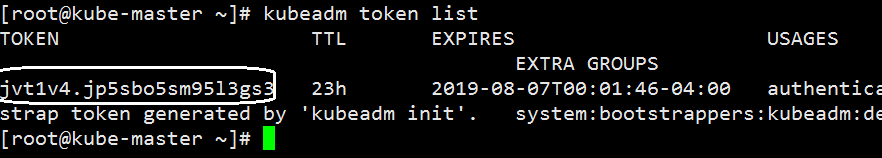 [root@kube-master ~]# kubeadm token list
TOKEN TTL EXPIRES USAGES
EXTRA GROUPS
jvt1v4.jp5sbo5sm95l3gs3 23h 2019-08-07T00:01:46-04:00 authentica
strap token generated by 'kubeadm init'. system:bootstrappers:kubeadm:de
[root@kube-master ~]#